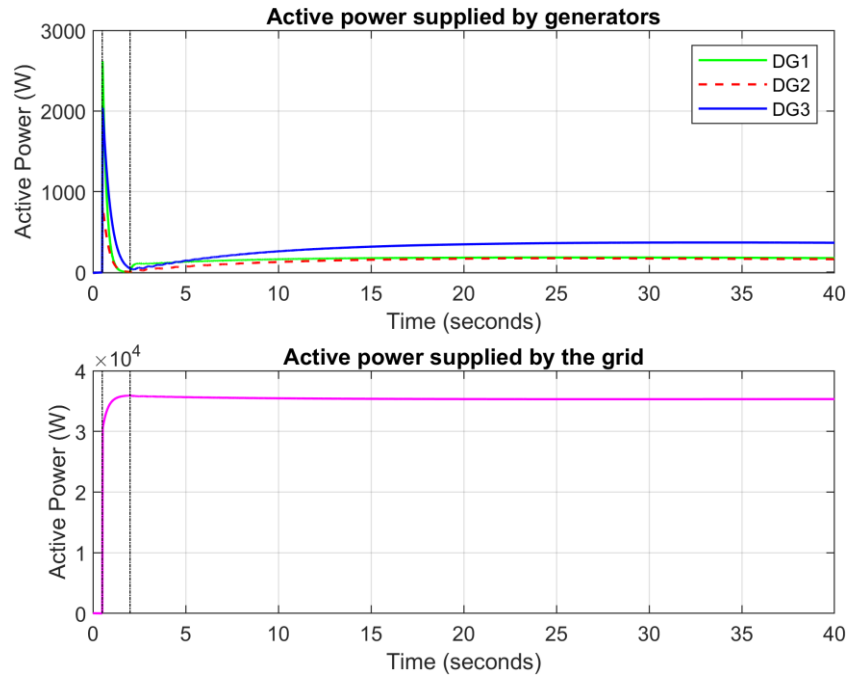 Active power supplied by generators
3000
2000
1000
0
Active Power (W)
DG1
DG2
DG3
0 5 10 15 20 25 30 35 40
Time (seconds)
Active power supplied by the grid
×10^4
4
3
2
1
0
Active Power (W)
0 5 10 15 20 25 30 35 40
Time (seconds)